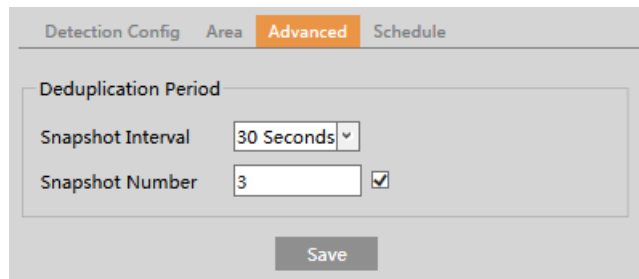 Detection Config Area Advanced Schedule
Deduplication Period
Snapshot Interval 30 Seconds
Snapshot Number 3
Save